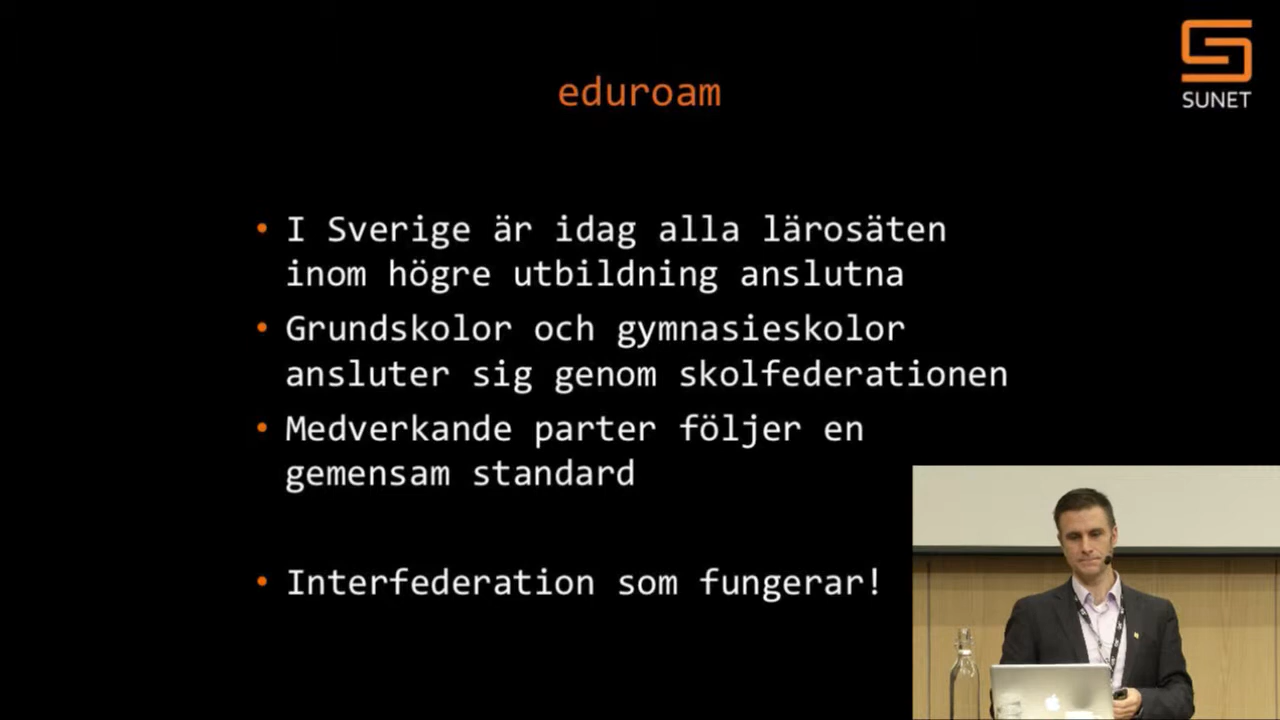 eduroam
SUNET
• I Sverige är idag alla lärosäten
inom högre utbildning anslutna
• Grundskolor och gymnasieskolor
ansluter sig genom skolfederationen
• Medverkande parter följer en
gemensam standard
• Interfederation som fungerar!